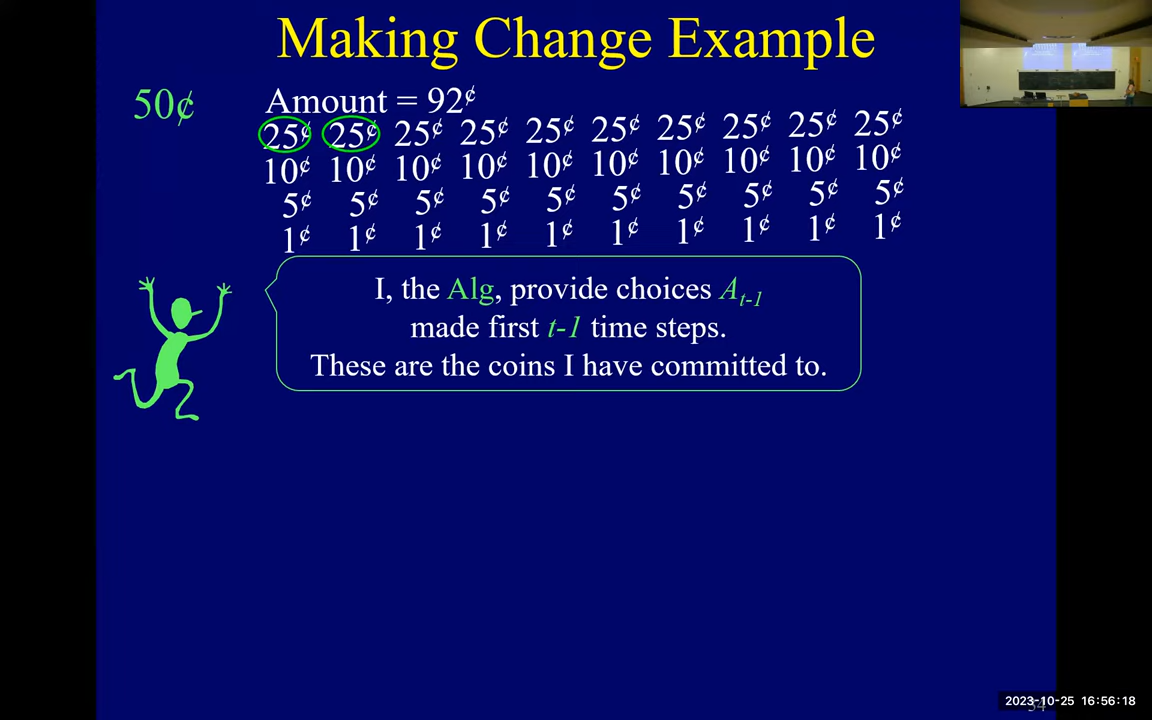 Making Change Example
50¢
Amount = 92¢
25¢ 25¢ 25¢ 25¢ 25¢ 25¢ 25¢ 25¢ 25¢ 25¢
10¢ 10¢ 10¢ 10¢ 10¢ 10¢ 10¢ 10¢ 10¢ 10¢
5¢ 5¢ 5¢ 5¢ 5¢ 5¢ 5¢ 5¢ 5¢ 5¢
1¢ 1¢ 1¢ 1¢ 1¢ 1¢ 1¢ 1¢ 1¢ 1¢
I, the Alg, provide choices A_{t-1}
made first t-1 time steps.
These are the coins I have committed to.
2023-10-25 16:56:18